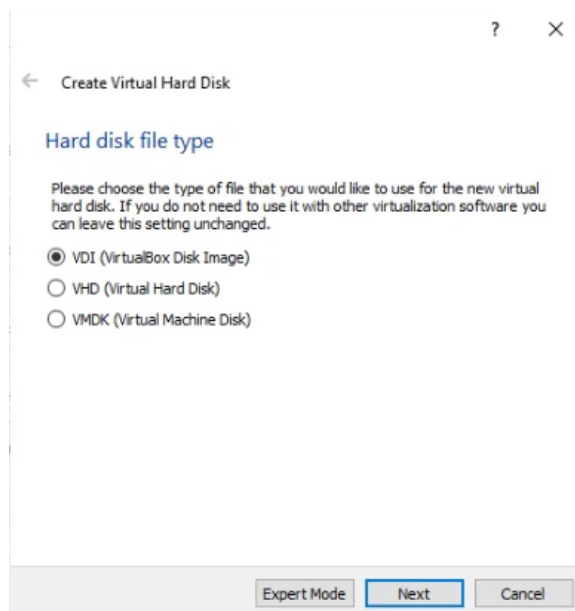 ?
Create Virtual Hard Disk
Hard disk file type
Please choose the type of file that you would like to use for the new virtual
hard disk. If you do not need to use it with other virtualization software you
can leave this setting unchanged.
VDI (VirtualBox Disk Image)
VHD (Virtual Hard Disk)
VMDK (Virtual Machine Disk)
Expert Mode Next Cancel